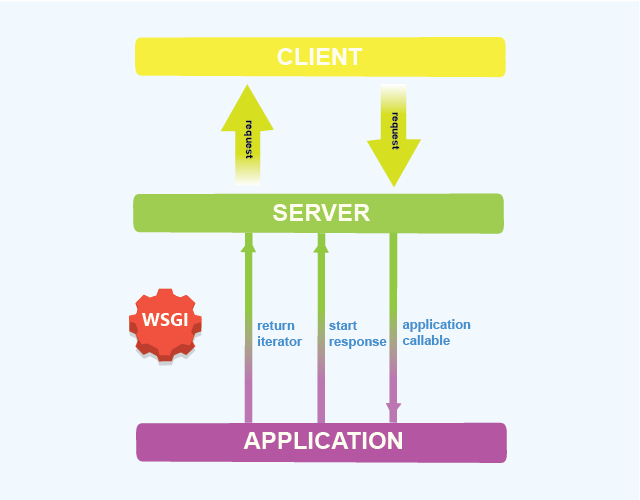 CLIENT
request
request
SERVER
WSGI
return
iterator
start
response
application
callable
APPLICATION